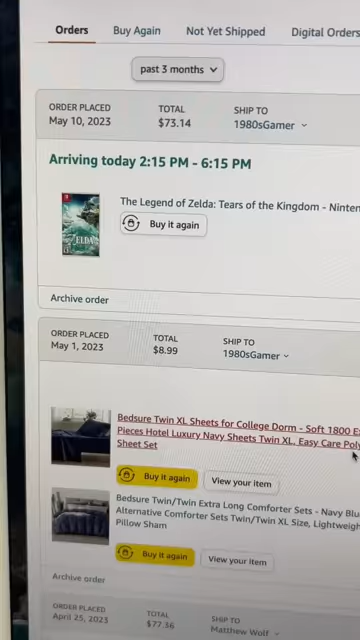 Orders Buy Again Not Yet Shipped Digital Orders
past 3 months
ORDER PLACED TOTAL SHIP TO
May 10, 2023 $73.14 1980sGamer
Arriving today 2:15 PM - 6:15 PM
ZELDA
The Legend of Zelda: Tears of the Kingdom - Ninten
Buy it again
Archive order
ORDER PLACED TOTAL SHIP TO
May 1, 2023 $8.99 1980sGamer
Bedsure Twin XL Sheets for College Dorm - Soft 1800 E
Pieces Hotel Luxury Navy Sheets Twin XL, Easy Care Poly
Sheet Set
Buy it again View your item
Bedsure Twin/Twin Extra Long Comforter Sets - Navy Blu
Alternative Comforter Sets Twin/Twin XL Size, Lightweigh
Pillow Sham
Buy it again View your item
Archive order
ORDER PLACED TOTAL SHIP TO
April 25, 2023 $77.36 Matthew Wolf